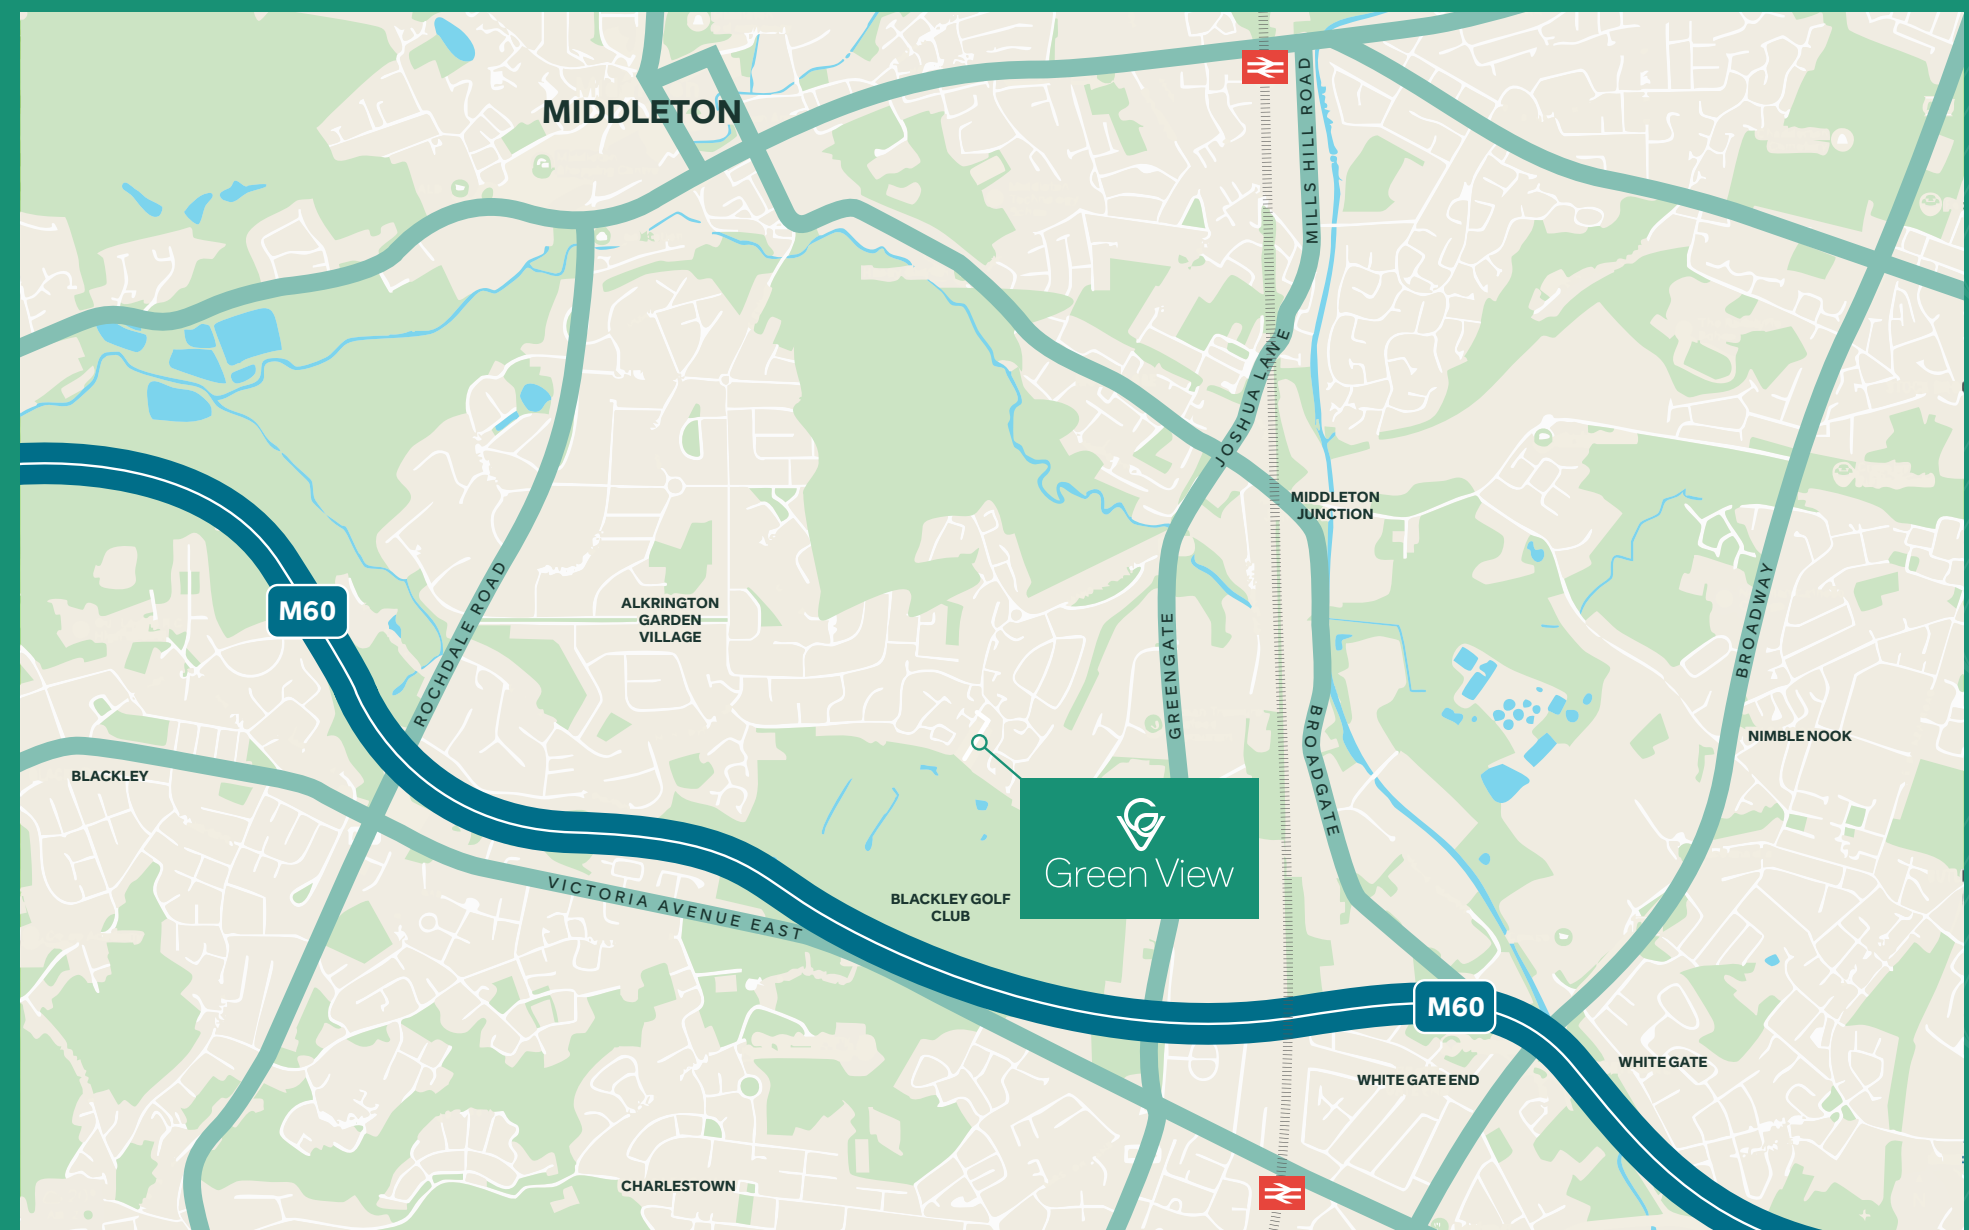 MIDDLETON
MILLS HILL ROAD
JOSHUA LANE
MIDDLETON
JUNCTION
M60
ROCHDALE ROAD
ALKRINGTON
GARDEN
VILLAGE
GREENGATE
BROADWAY
BROADGATE
NIMBLE NOOK
BLACKLEY
Green View
VICTORIA AVENUE EAST
BLACKLEY GOLF
CLUB
M60
WHITE GATE
WHITE GATE END
CHARLESTOWN